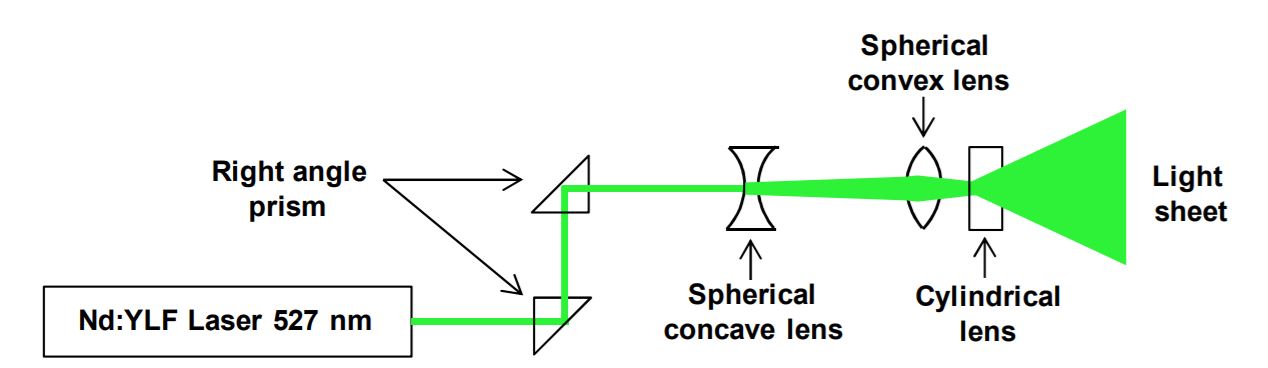 Spherical
convex lens
Right angle
prism
Light
sheet
Nd:YLF Laser 527 nm
Spherical
concave lens
Cylindrical
lens